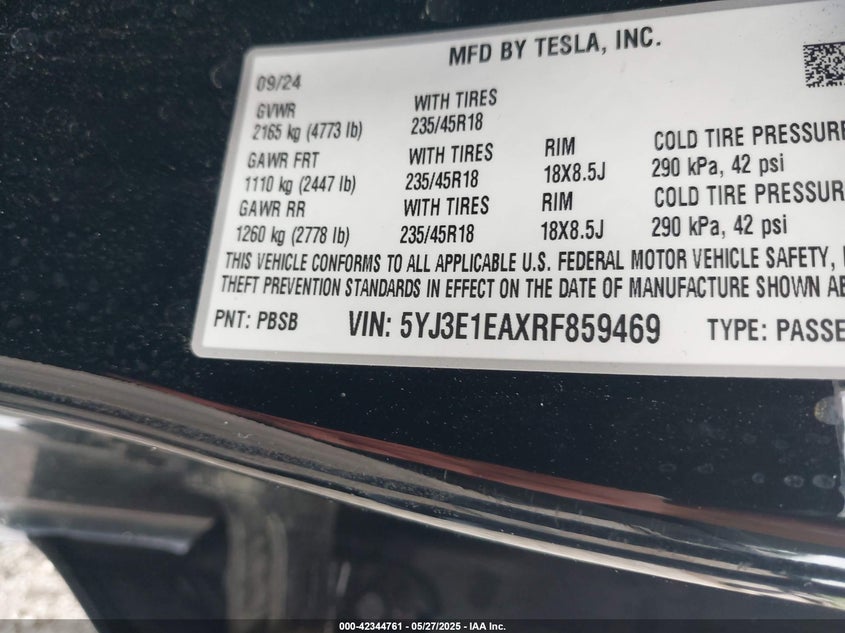 MFD BY TESLA, INC.
09/24
GVWR WITH TIRES
2165 kg (4773 lb) 235/45R18
GAWR FRT WITH TIRES RIM COLD TIRE PRESSURE
1110 kg (2447 lb) 235/45R18 18X8.5J 290 kPa, 42 psi
GAWR RR WITH TIRES RIM COLD TIRE PRESSUR
1260 kg (2778 lb) 235/45R18 18X8.5J 290 kPa, 42 psi
THIS VEHICLE CONFORMS TO ALL APPLICABLE U.S. FEDERAL MOTOR VEHICLE SAFETY,
THEFT PREVENTION STANDARDS IN EFFECT ON THE DATE OF MANUFACTURE SHOWN AB
PNT: PBSB VIN: 5YJ3E1EAXRF859469 TYPE: PASSE
000-42344761 | 05/27/2025 - IAA Inc.